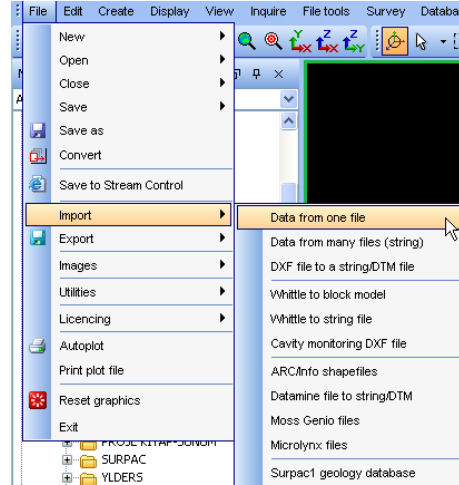 File Edit Create Display View Inquire File tools Survey Databa
New
Open
Close
Save
Save as
Convert
Save to Stream Control
Import
Export
Images
Utilities
Licencing
Autoplot
Print plot file
Reset graphics
Exit
Data from one file
Data from many files (string)
DXF file to a string/DTM file
Whittle to block model
Whittle to string file
Cavity monitoring DXF file
ARC/Info shapefiles
Datamine file to string/DTM
Moss Genio files
Microlynx files
Surpac1 geology database
SURPAC
YLDERS